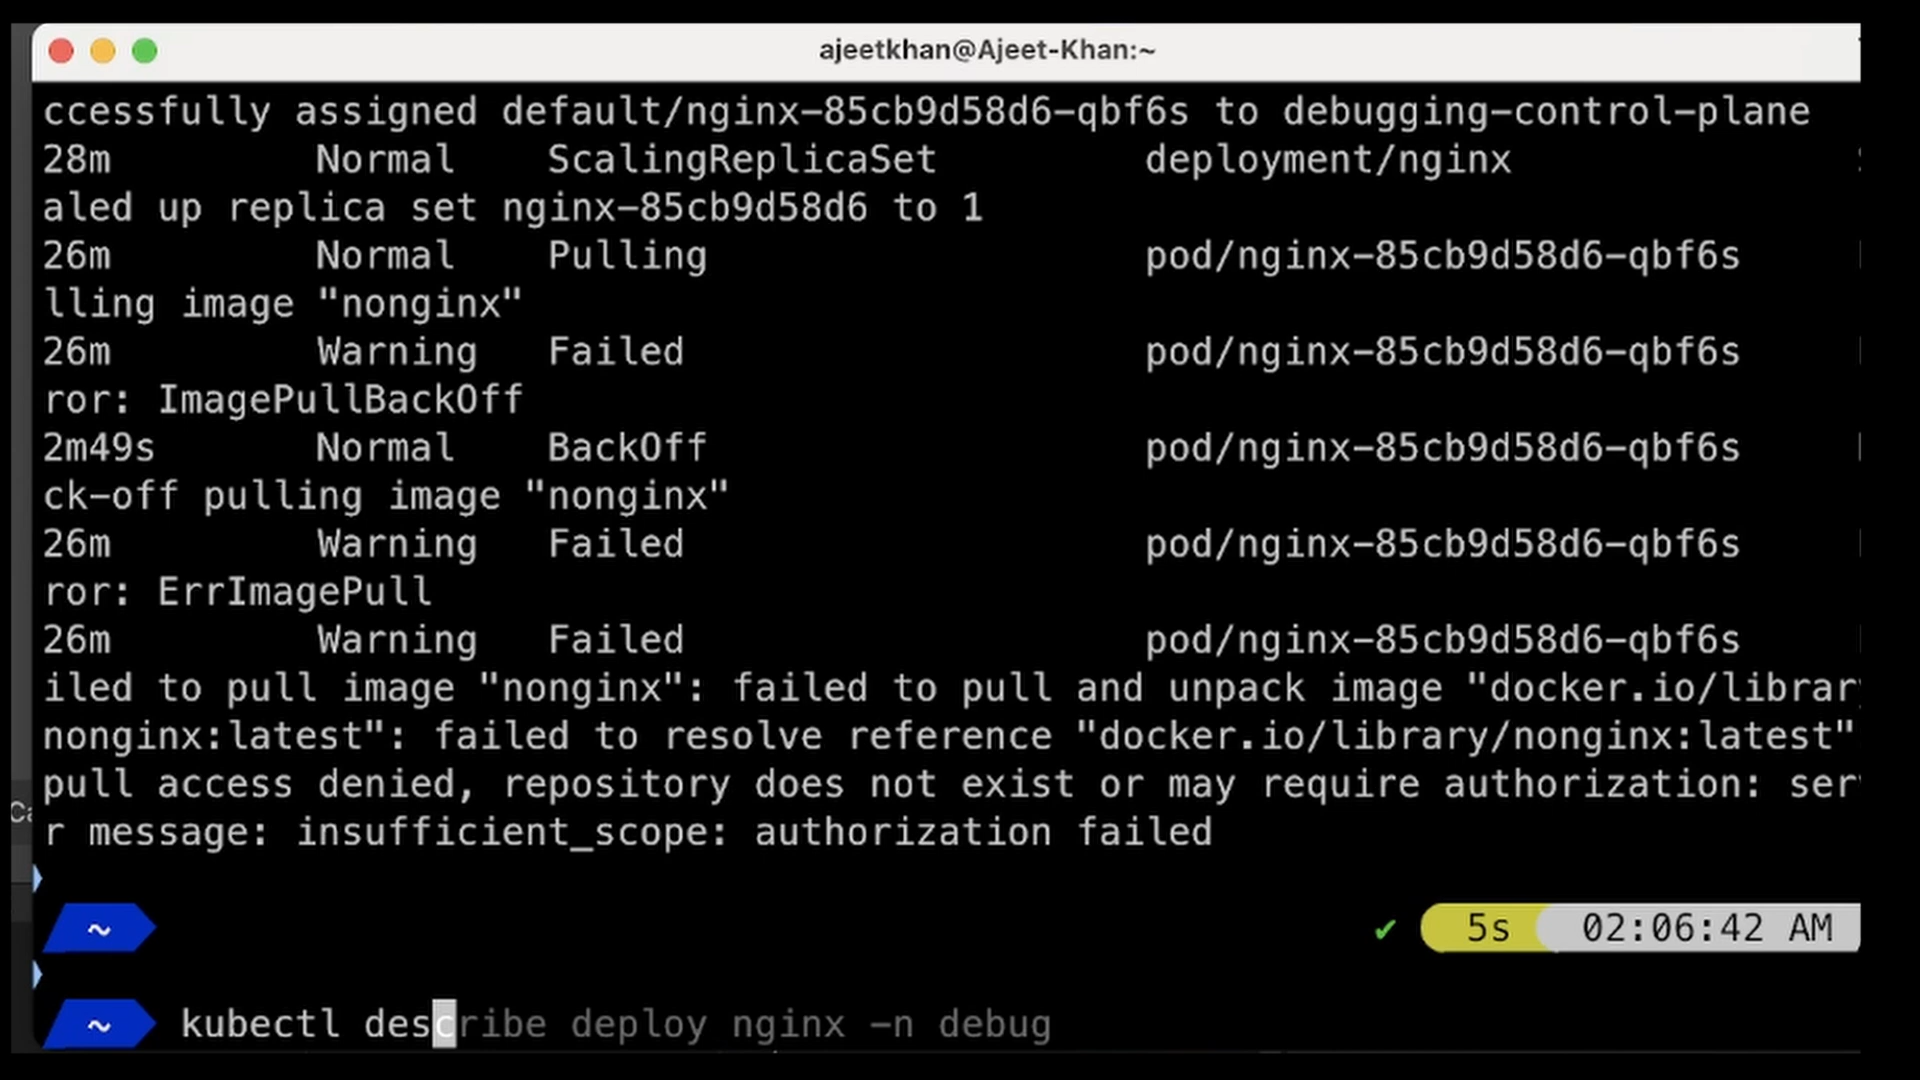 ajeetkhan@Ajeet-Khan:~
ccessfully assigned default/nginx-85cb9d58d6-qbf6s to debugging-control-plane
28m Normal ScalingReplicaSet deployment/nginx
aled up replica set nginx-85cb9d58d6 to 1
26m Normal Pulling pod/nginx-85cb9d58d6-qbf6s
lling image "nonginx"
26m Warning Failed pod/nginx-85cb9d58d6-qbf6s
ror: ImagePullBackOff
2m49s Normal BackOff pod/nginx-85cb9d58d6-qbf6s
ck-off pulling image "nonginx"
26m Warning Failed pod/nginx-85cb9d58d6-qbf6s
ror: ErrImagePull
26m Warning Failed pod/nginx-85cb9d58d6-qbf6s
iled to pull image "nonginx": failed to pull and unpack image "docker.io/librar
nonginx:latest": failed to resolve reference "docker.io/library/nonginx:latest"
pull access denied, repository does not exist or may require authorization: ser
r message: insufficient_scope: authorization failed
~ ✔ 5s 02:06:42 AM
~ kubectl describe deploy nginx -n debug